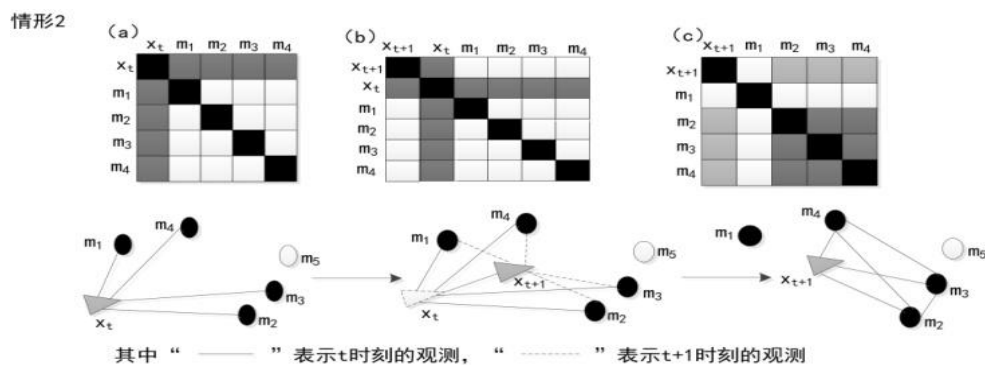 情形2
(a) (b) (c)
x_t m_1 m_2 m_3 m_4
x_t
m_1
m_2
m_3
m_4
x_{t+1} x_t m_1 m_2 m_3 m_4
x_{t+1}
x_t
m_1
m_2
m_3
m_4
x_{t+1} m_1 m_2 m_3 m_4
x_{t+1}
m_1
m_2
m_3
m_4
m_1 m_4 m_5 m_3 m_2 x_t
m_1 m_4 m_5 x_{t+1} m_3 m_2 x_t
m_1 m_4 m_5 x_{t+1} m_3 m_2
其中“ —— ”表示t时刻的观测,“ ------ ”表示t+1时刻的观测